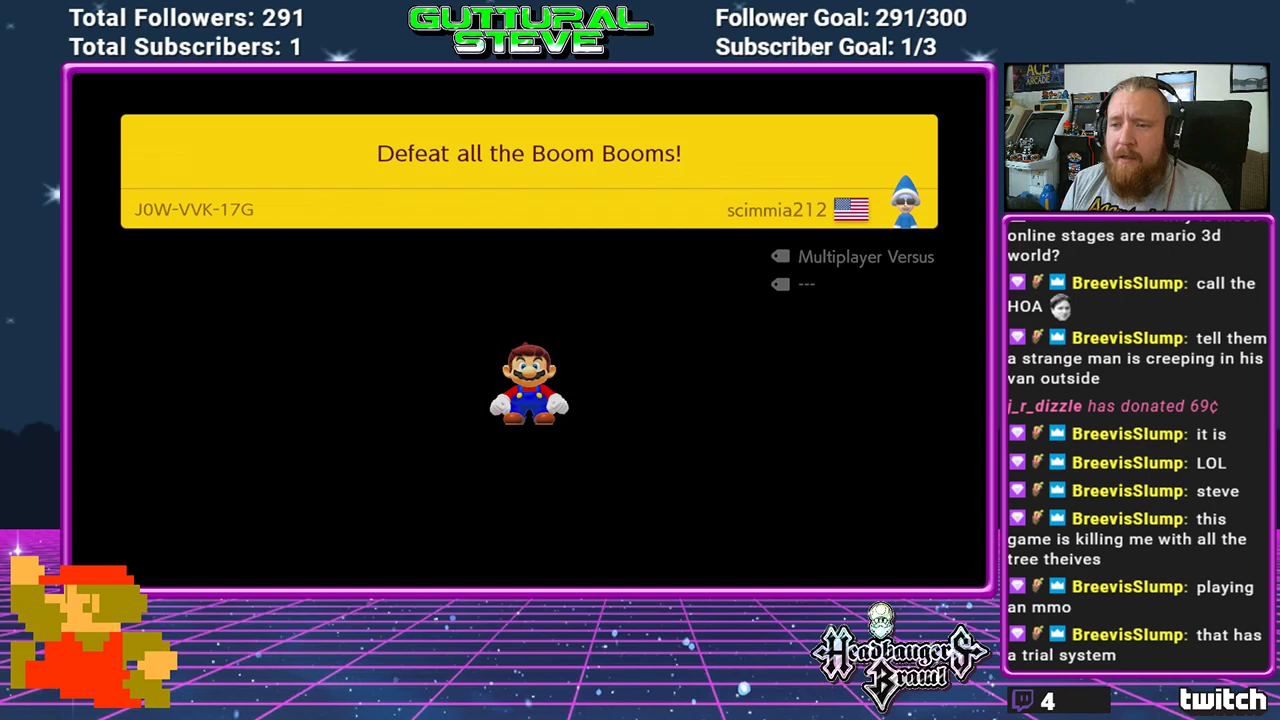 Total Followers: 291
Total Subscribers: 1
GUTTURAL
STEVE
Follower Goal: 291/300
Subscriber Goal: 1/3
ACE
ARCADE
Defeat all the Boom Booms!
J0W-VVK-17G
scimmia212
Multiplayer Versus
---
online stages are mario 3d
world?
BreevisSlump: call the
HOA
BreevisSlump: tell them
a strange man is creeping in his
van outside
j_r_dizzle has donated 69¢
BreevisSlump: it is
BreevisSlump: LOL
BreevisSlump: steve
BreevisSlump: this
game is killing me with all the
tree theives
BreevisSlump: playing
an mmo
BreevisSlump: that has
a trial system
Headbangers
Brawl
4
twitch